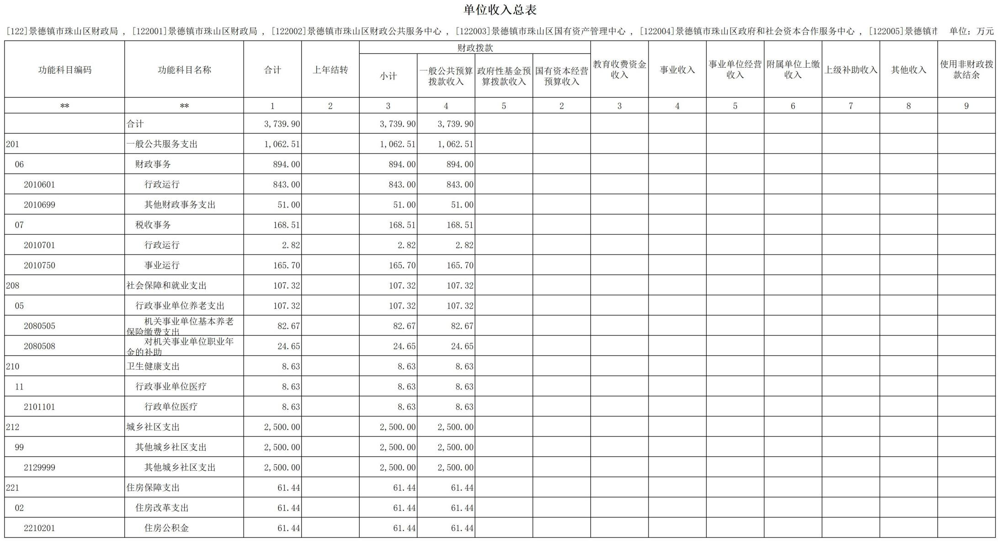 单位收入总表
[122]景德镇市珠山区财政局 , [122001]景德镇市珠山区财政局 , [122002]景德镇市珠山区财政公共服务中心 , [122003]景德镇市珠山区国有资产管理中心 , [122004]景德镇市珠山区政府和社会资本合作服务中心 , [122005]景德镇市 单位：万元
功能科目编码 功能科目名称 合计 上年结转 财政拨款 教育收费资金收入 事业收入 事业单位经营收入 附属单位上缴收入 上级补助收入 其他收入 使用非财政拨款结余
小计 一般公共预算拨款收入 政府性基金预算拨款收入 国有资本经营预算收入
** ** 1 2 3 4 5 2 3 4 5 6 7 8 9
合计 3,739.90 3,739.90 3,739.90
201 一般公共服务支出 1,062.51 1,062.51 1,062.51
06 财政事务 894.00 894.00 894.00
2010601 行政运行 843.00 843.00 843.00
2010699 其他财政事务支出 51.00 51.00 51.00
07 税收事务 168.51 168.51 168.51
2010701 行政运行 2.82 2.82 2.82
2010750 事业运行 165.70 165.70 165.70
208 社会保障和就业支出 107.32 107.32 107.32
05 行政事业单位养老支出 107.32 107.32 107.32
2080505 机关事业单位基本养老保险缴费支出 82.67 82.67 82.67
2080508 对机关事业单位职业年金的补助 24.65 24.65 24.65
210 卫生健康支出 8.63 8.63 8.63
11 行政事业单位医疗 8.63 8.63 8.63
2101101 行政单位医疗 8.63 8.63 8.63
212 城乡社区支出 2,500.00 2,500.00 2,500.00
99 其他城乡社区支出 2,500.00 2,500.00 2,500.00
2129999 其他城乡社区支出 2,500.00 2,500.00 2,500.00
221 住房保障支出 61.44 61.44 61.44
02 住房改革支出 61.44 61.44 61.44
2210201 住房公积金 61.44 61.44 61.44